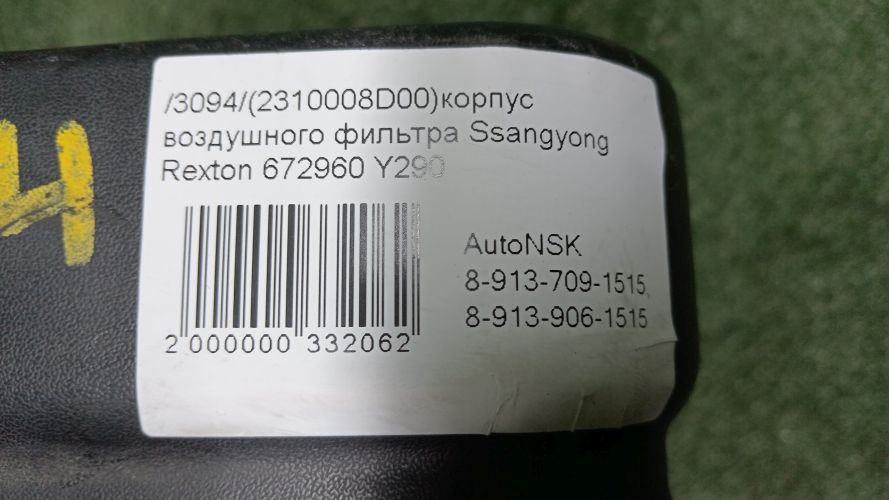 4
/3094/(2310008D00)корпус
воздушного фильтра Ssangyong
Rexton 672960 Y290
AutoNSK
8-913-709-1515
8-913-906-1515
2 000000 332062